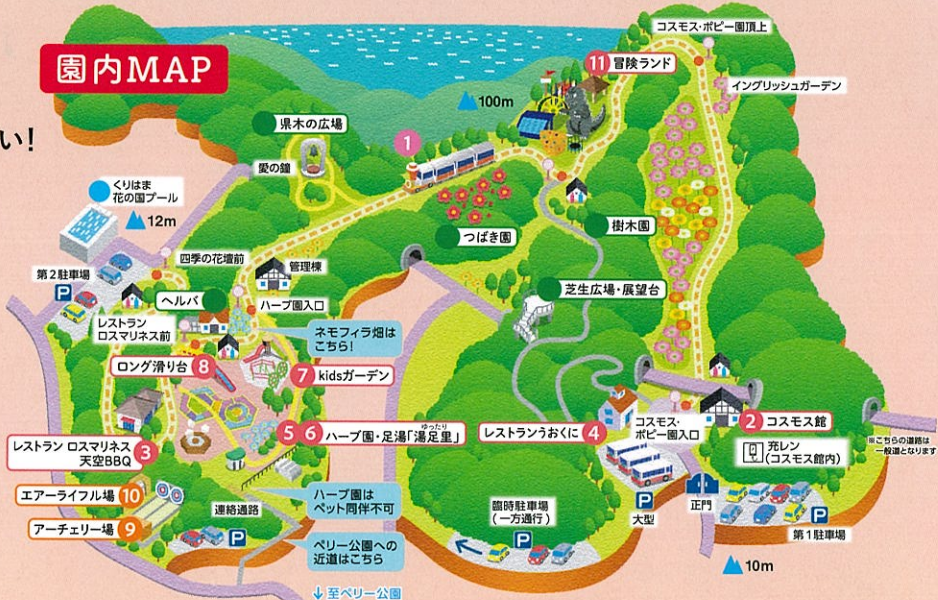 園内MAP
い!
コスモス・ポピー園頂上
11 冒険ランド
イングリッシュガーデン
100m
県木の広場
1
愛の鐘
くりはま
花の国プール
12m
樹木園
つばき園
四季の花壇前
管理棟
第2駐車場
P
ヘルバ
ハーブ園入口
芝生広場・展望台
レストラン
ロスマリネス前
ネモフィラ畑は
こちら!
ロング滑り台 8
7 kidsガーデン
2 コスモス館
レストランうおくに 4
コスモス・
ポピー園入口
5 6 ハーブ園・足湯「湯足里」
ゆったり
レストラン ロスマリネス
天空BBQ 3
※こちらの道路は
一般道となります
充レン
(コスモス館内)
エアーライフル場 10
アーチェリー場 9
連絡通路
P
ハーブ園は
ペット同伴不可
臨時駐車場
(一方通行)
P
P
大型
正門
P
第1駐車場
ペリー公園への
近道はこちら
10m
↓至ペリー公園